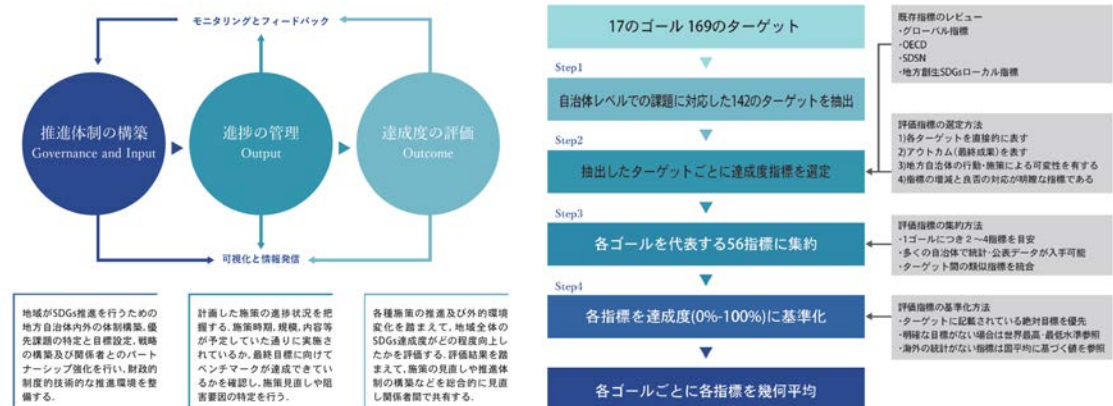 モニタリングとフィードバック
推進体制の構築
Governance and Input
進捗の管理
Output
達成度の評価
Outcome
可視化と情報発信
地域がSDGs推進を行うための
地方自治体内外の体制構築、優
先課題の特定と目標設定、戦略
の構築及び関係者とのパート
ナーシップ強化を行い、財政的
制度的技術的な推進環境を整
備する.
計画した施策の進捗状況を把
握する. 施策時期、規模、内容等
が予定していた通りに実施さ
れているか、最終目標に向けて
ベンチマークが達成できてい
るかを確認し、施策見直しや阻
害要因の特定を行う.
各種施策の推進及び外的環境
変化を踏まえて、地域全体の
SDGs達成度がどの程度向上し
たかを評価する. 評価結果を踏
まえて、施策の見直しや推進体
制の構築などを総合的に見直
し関係者間で共有する.
17のゴール 169のターゲット
Step1
自治体レベルでの課題に対応した142のターゲットを抽出
Step2
抽出したターゲットごとに達成度指標を選定
Step3
各ゴールを代表する56指標に集約
Step4
各指標を達成度(0%-100%)に基準化
各ゴールごとに各指標を幾何平均
既存指標のレビュー
・グローバル指標
・OECD
・SDSN
・地方創生SDGsローカル指標
評価指標の選定方法
1)各ターゲットを直接的に表す
2)アウトカム(最終成果)を表す
3)地方自治体の行動・施策による可変性を有する
4)指標の増減と良否の対応が明瞭な指標である
評価指標の集約方法
・1ゴールにつき２～4指標を目安
・多くの自治体で統計・公表データが入手可能
・ターゲット間の類似指標を統合
評価指標の基準化方法
・ターゲットに記載されている絶対目標を優先
・明確な目標がない場合は世界最高・最低水準参照
・海外の統計がない指標は国平均に基づく値を参照